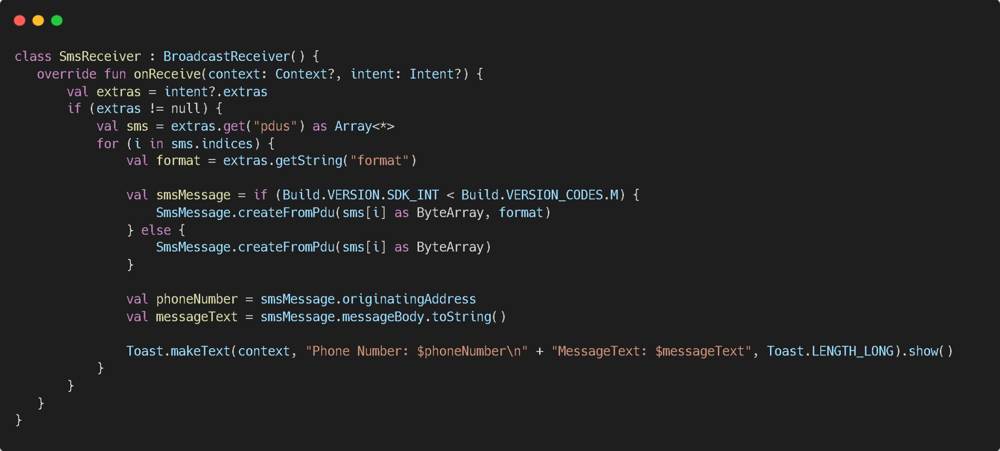 class SmsReceiver : BroadcastReceiver() {
   override fun onReceive(context: Context?, intent: Intent?) {
       val extras = intent?.extras
       if (extras != null) {
           val sms = extras.get("pdus") as Array<*>
           for (i in sms.indices) {
               val format = extras.getString("format")

               val smsMessage = if (Build.VERSION.SDK_INT < Build.VERSION_CODES.M) {
                   SmsMessage.createFromPdu(sms[i] as ByteArray, format)
               } else {
                   SmsMessage.createFromPdu(sms[i] as ByteArray)
               }

               val phoneNumber = smsMessage.originatingAddress
               val messageText = smsMessage.messageBody.toString()

               Toast.makeText(context, "Phone Number: $phoneNumber\n" + "MessageText: $messageText", Toast.LENGTH_LONG).show()
           }
       }
   }
}